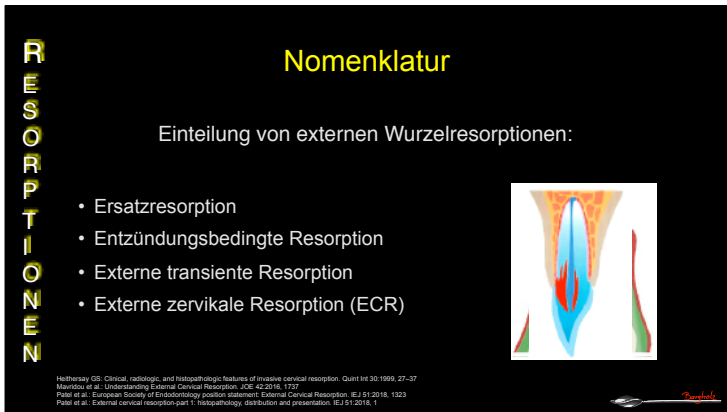 RESORPTIONEN
Nomenklatur
Einteilung von externen Wurzelresorptionen:
• Ersatzresorption
• Entzündungsbedingte Resorption
• Externe transiente Resorption
• Externe zervikale Resorption (ECR)
Heithersay GS: Clinical, radiologic, and histopathologic features of invasive cervical resorption. Quint Int 30:1999, 27–37
Mavridou et al.: Understanding External Cervical Resorption. JOE 42:2016, 1737
Patel et al.: European Society of Endodontology position statement: External Cervical Resorption. IEJ 51:2018, 1323
Patel et al.: External cervical resorption-part 1: histopathology, distribution and presentation. IEJ 51:2018, 1